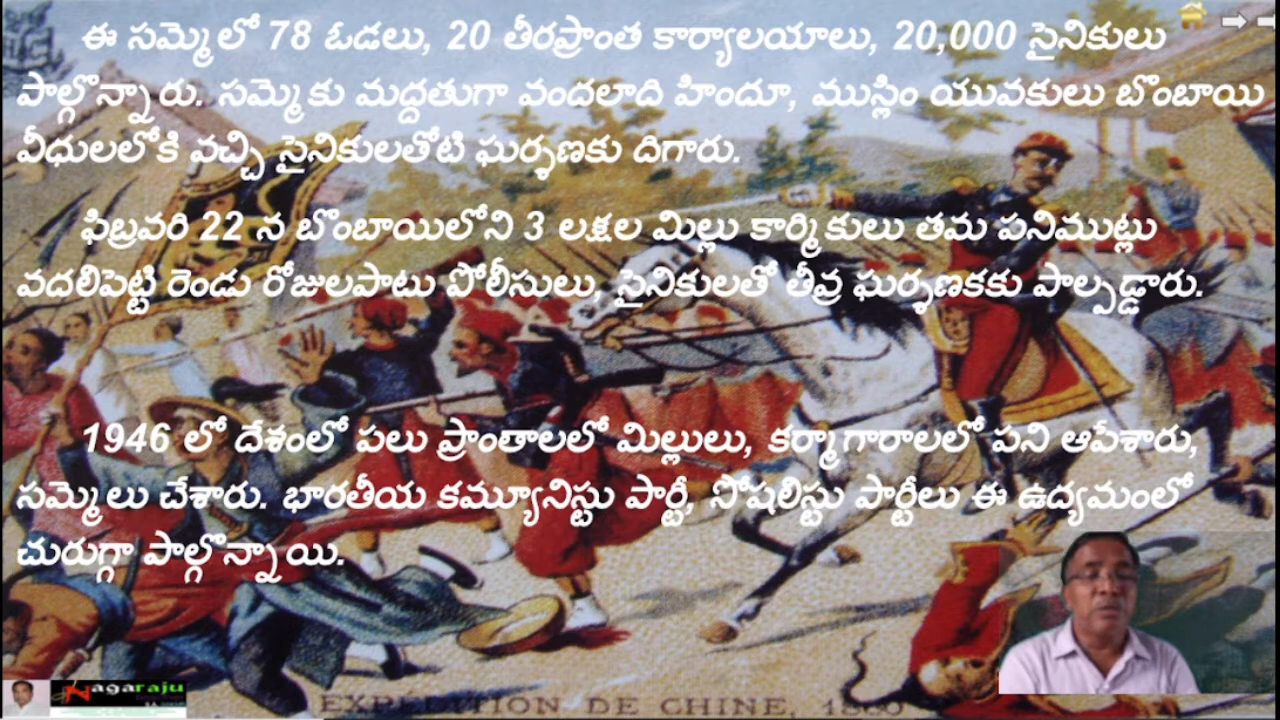 ఈ సమ్మెలో 78 ఓడలు, 20 తీరప్రాంత కార్యాలయాలు, 20,000 సైనికులు
పాల్గొన్నారు. సమ్మెకు మద్దతుగా వందలాది హిందూ, ముస్లిం యువకులు బొంబాయి
వీధులలోకి వచ్చి సైనికులతోటి ఘర్షణకు దిగారు.
ఫిబ్రవరి 22 న బొంబాయిలోని 3 లక్షల మిల్లు కార్మికులు తమ పనిముట్లు
వదలిపెట్టి రెండు రోజులపాటు పోలీసులు, సైనికులతో తీవ్ర ఘర్షణకకు పాల్పడ్డారు.
1946 లో దేశంలో పలు ప్రాంతాలలో మిల్లులు, కర్మాగారాలలో పని ఆపేశారు,
సమ్మెలు చేశారు. భారతీయ కమ్యూనిస్టు పార్టీ, సోషలిస్టు పార్టీలు ఈ ఉద్యమంలో
చురుగ్గా పాల్గొన్నాయి.
Nagaraju
EXPEDITION DE CHINE,